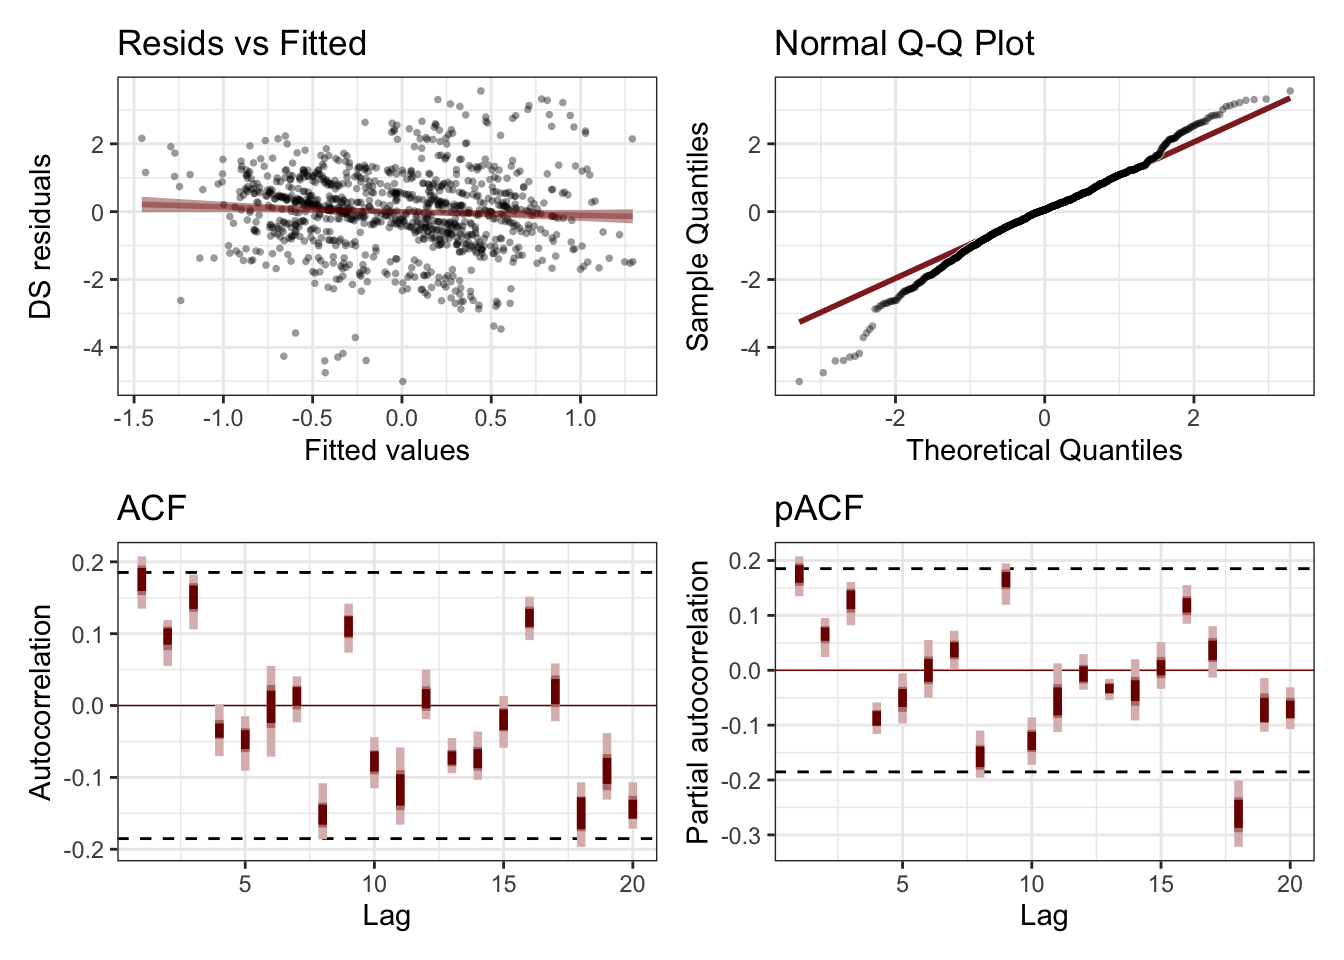 Resids vs Fitted
DS residuals
2
0
-2
-4
-1.5 -1.0 -0.5 0.0 0.5 1.0
Fitted values
Normal Q-Q Plot
Sample Quantiles
2
0
-2
-4
-2 0 2
Theoretical Quantiles
ACF
Autocorrelation
0.2
0.1
0.0
-0.1
-0.2
5 10 15 20
Lag
pACF
Partial autocorrelation
0.2
0.1
0.0
-0.1
-0.2
-0.3
5 10 15 20
Lag